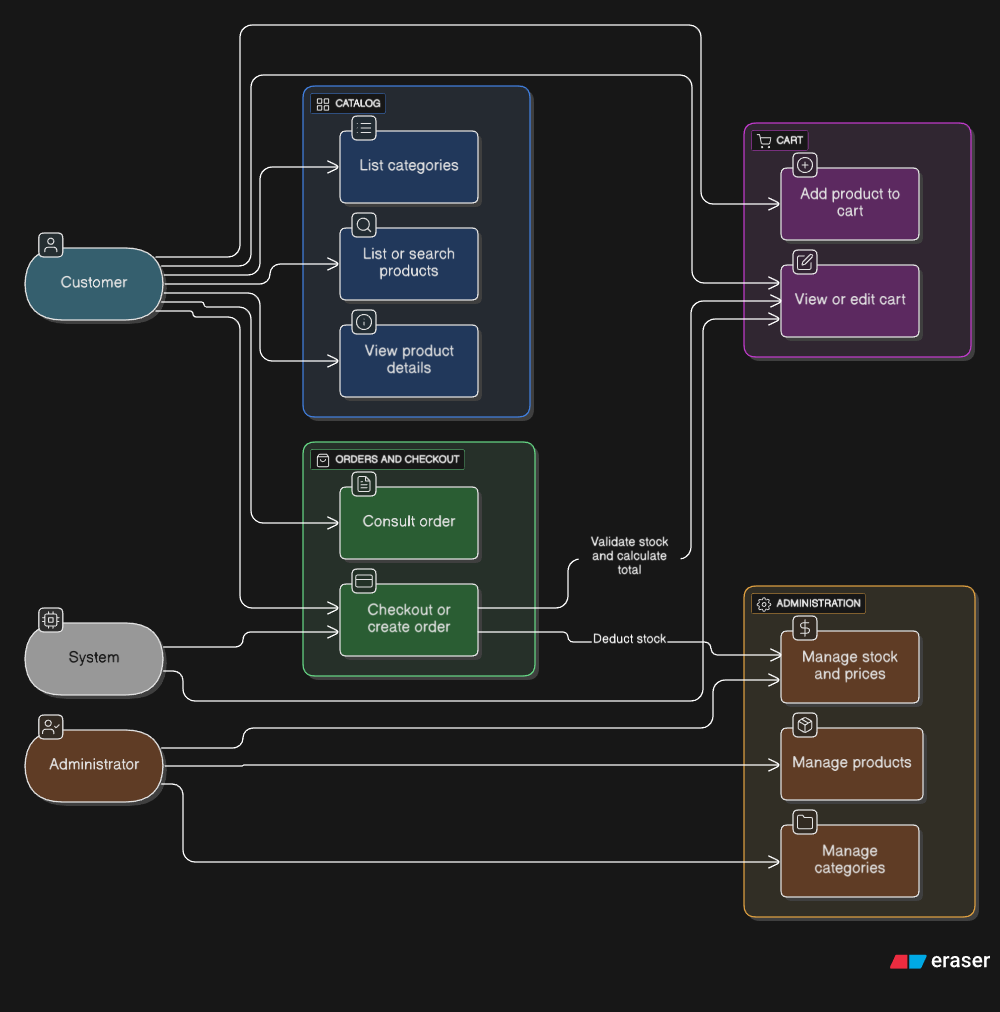 CATALOG
List categories
List or search
products
View product
details
CART
Add product to
cart
View or edit cart
Customer
ORDERS AND CHECKOUT
Consult order
Checkout or
create order
Validate stock
and calculate
total
Deduct stock
System
Administrator
ADMINISTRATION
Manage stock
and prices
Manage products
Manage
categories
eraser